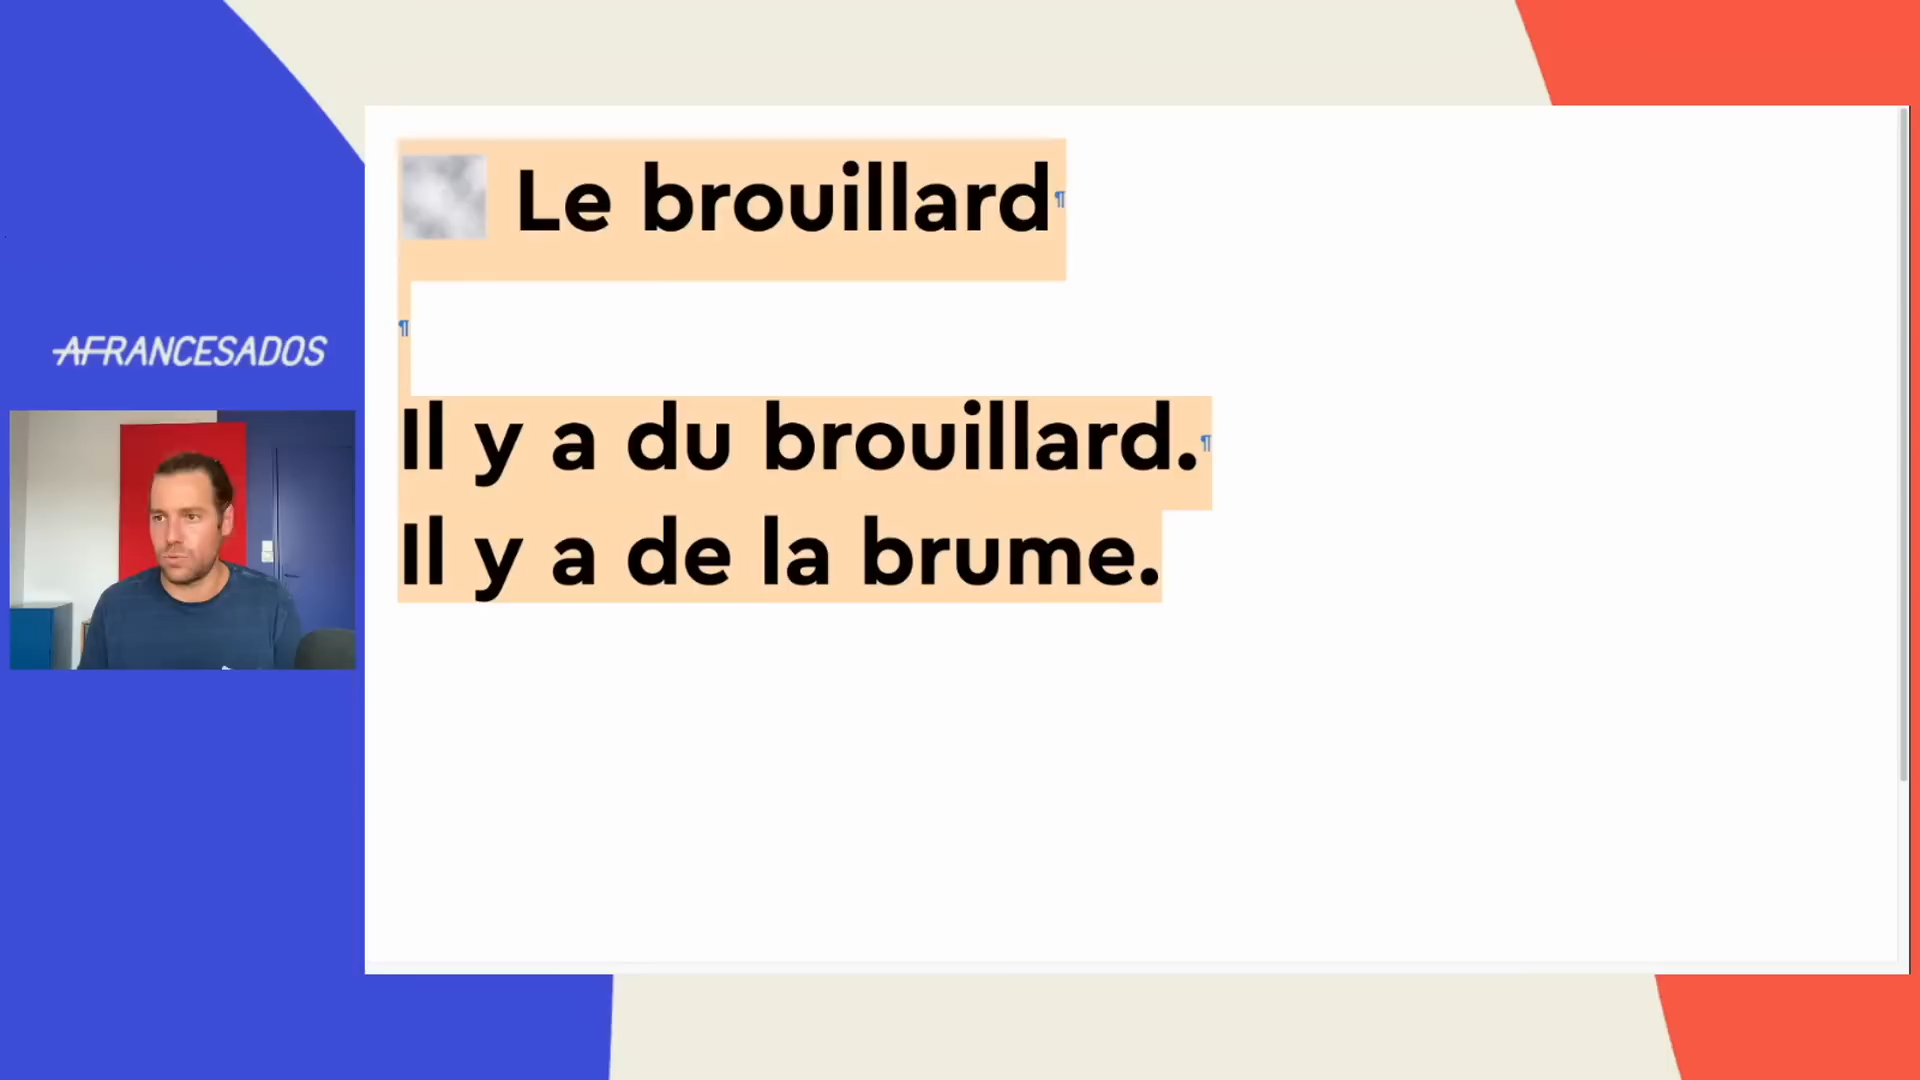 AFRANCESADOS
Le brouillard
Il y a du brouillard.
Il y a de la brume.